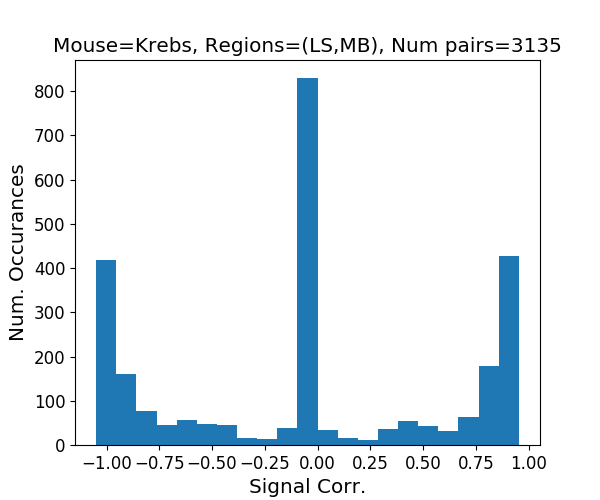 Mouse=Krebs, Regions=(LS,MB), Num pairs=3135
800
700
600
500
400
300
200
100
0
Num. Occurances
−1.00 −0.75 −0.50 −0.25 0.00 0.25 0.50 0.75 1.00
Signal Corr.